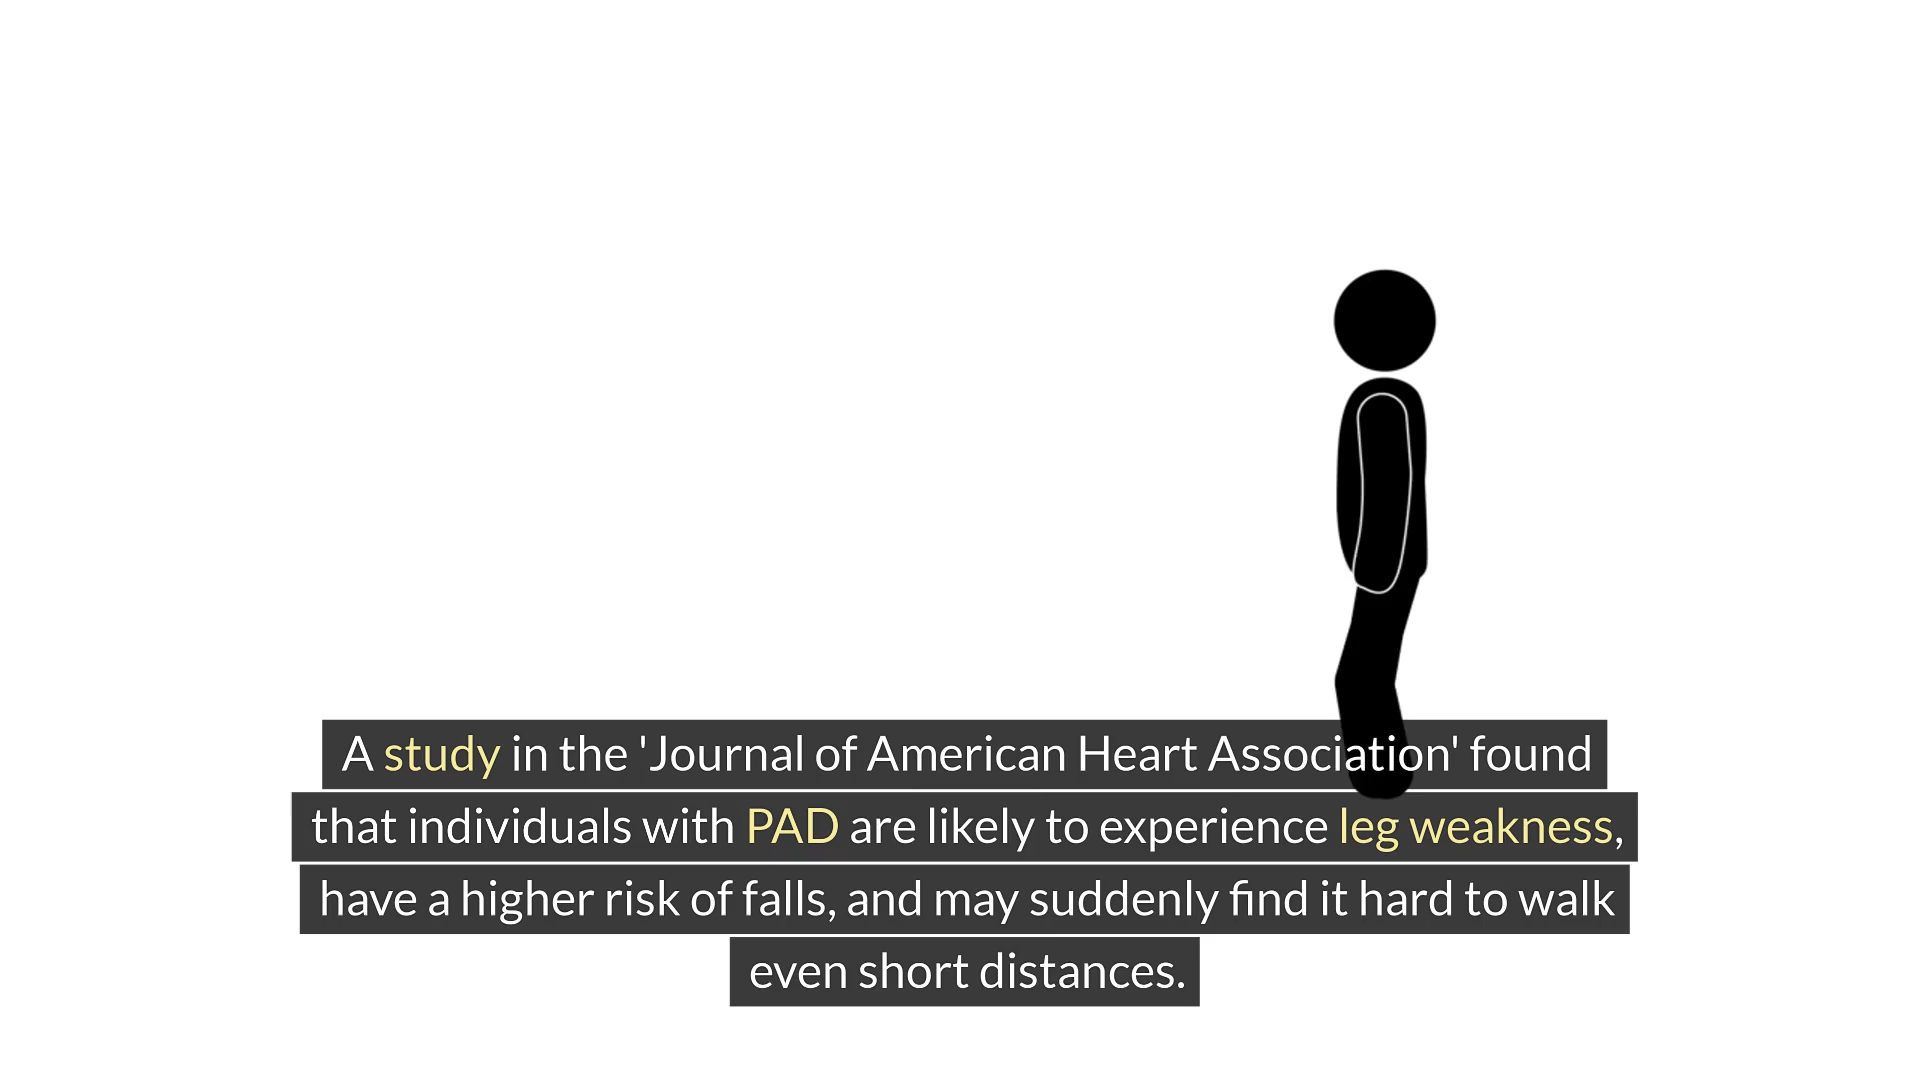 A study in the 'Journal of American Heart Association' found
that individuals with PAD are likely to experience leg weakness,
have a higher risk of falls, and may suddenly find it hard to walk
even short distances.